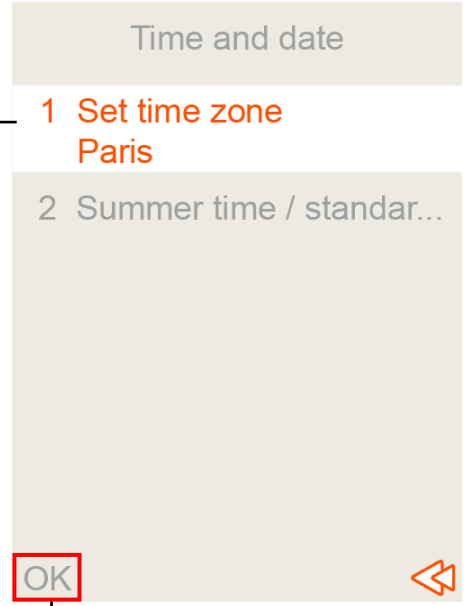 Time and date
1 Set time zone
Paris
2 Summer time / standar...
OK